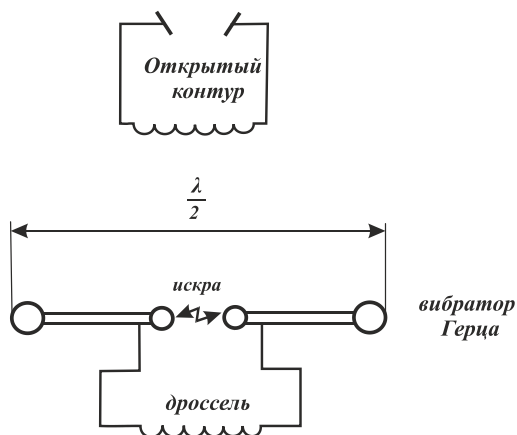 Открытый
контур
λ
2
искра
вибратор
Герца
дроссель